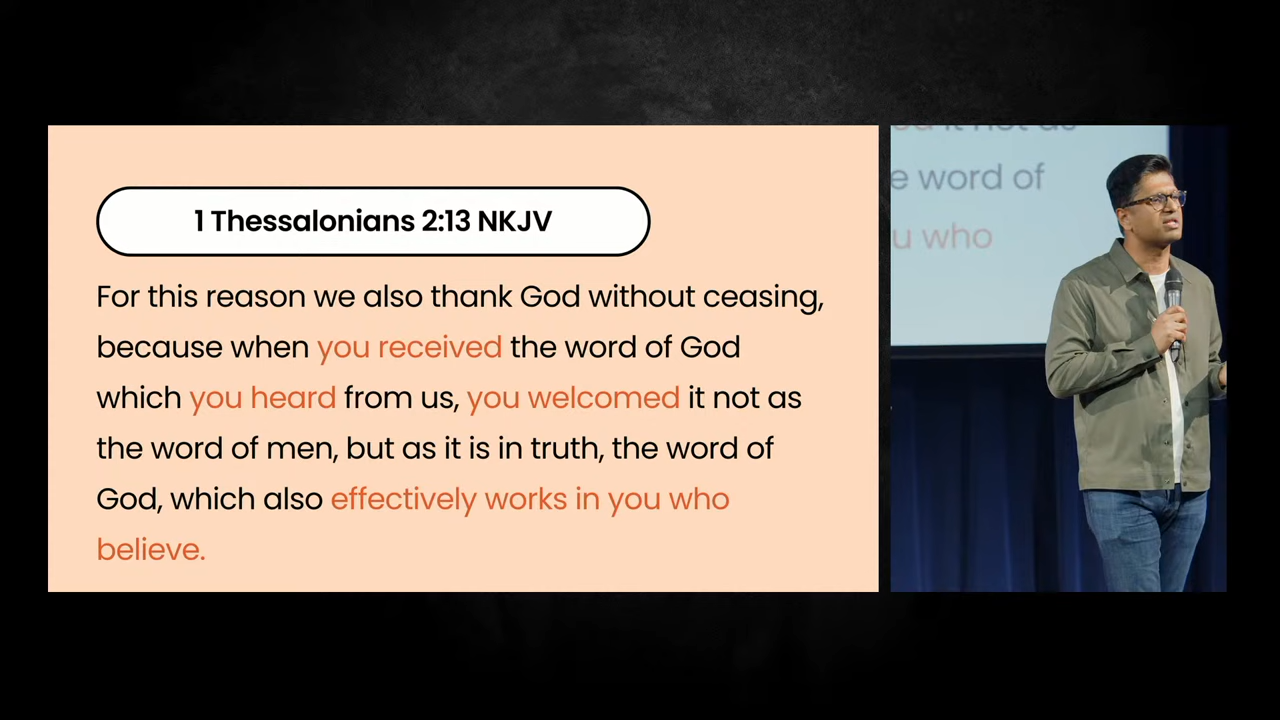 1 Thessalonians 2:13 NKJV
For this reason we also thank God without ceasing,
because when you received the word of God
which you heard from us, you welcomed it not as
the word of men, but as it is in truth, the word of
God, which also effectively works in you who
believe.
it not as
e word of
u who